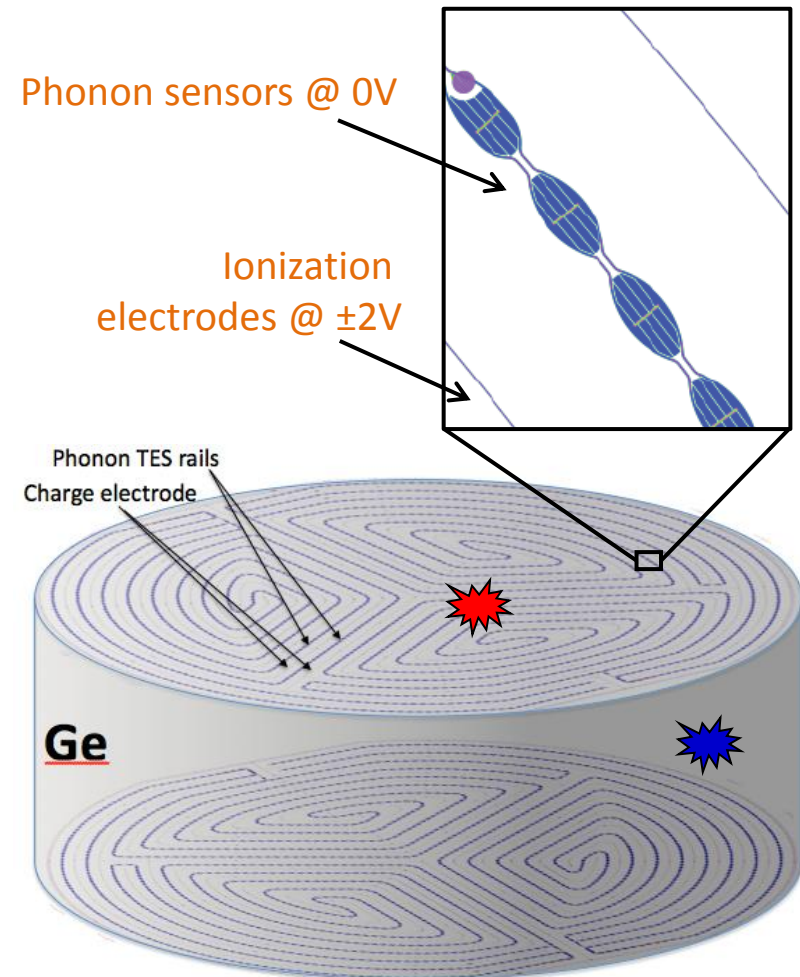 Phonon sensors @ 0V
Ionization
electrodes @ ±2V
Phonon TES rails
Charge electrode
Ge